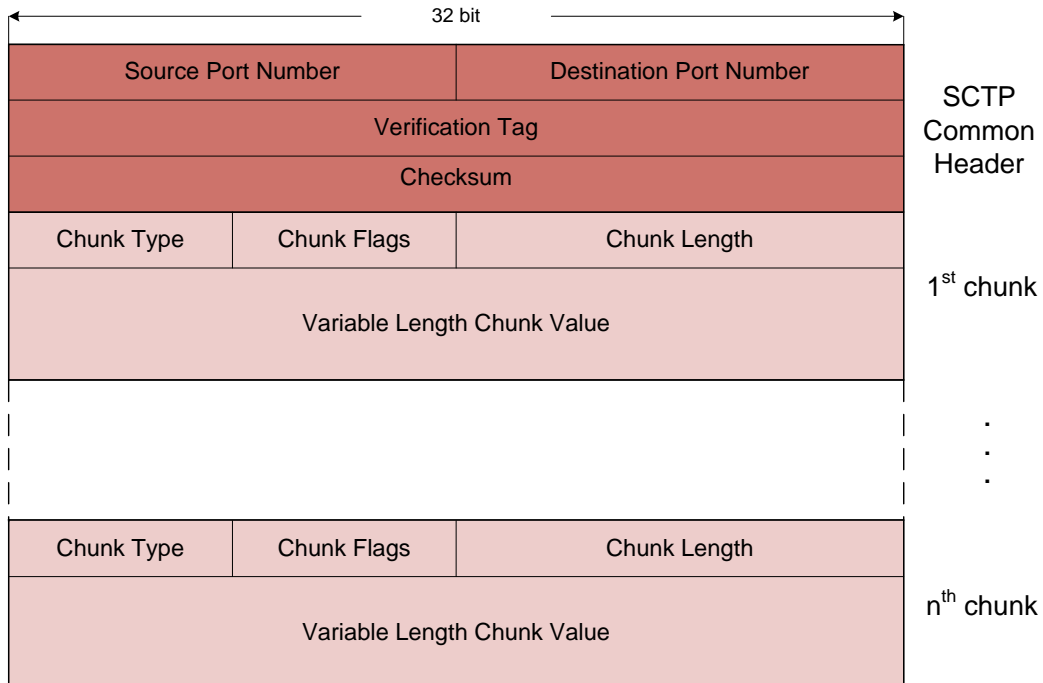 32 bit
Source Port Number Destination Port Number
SCTP
Common
Header
Verification Tag
Checksum
Chunk Type Chunk Flags Chunk Length
1st chunk
Variable Length Chunk Value
.
.
.
Chunk Type Chunk Flags Chunk Length
nth chunk
Variable Length Chunk Value